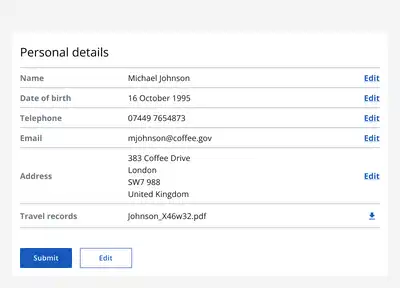 Personal details
Name Michael Johnson Edit
Date of birth 16 October 1995 Edit
Telephone 07449 7654873 Edit
Email mjohnson@coffee.gov Edit
Address 383 Coffee Drive Edit
London
SW7 988
United Kingdom
Travel records Johnson_X46w32.pdf
Submit Edit